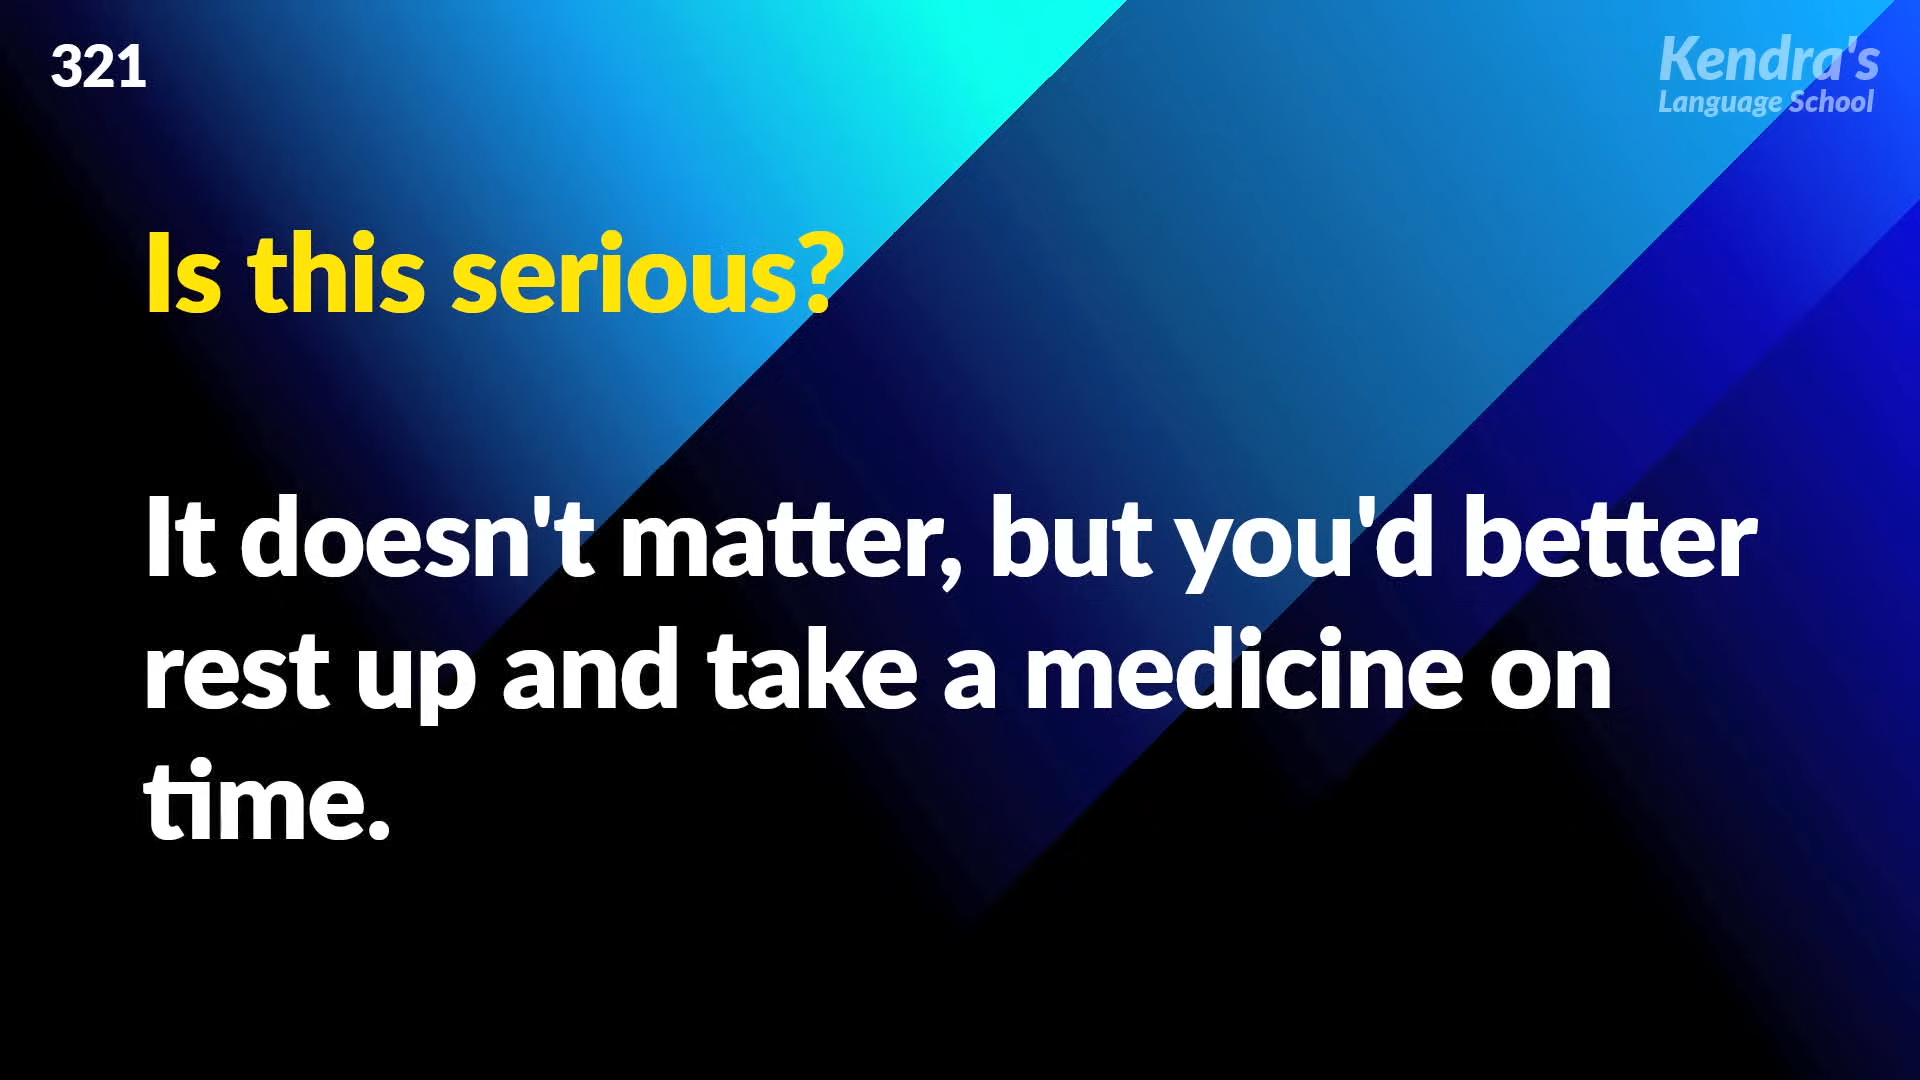 321
Kendra's
Language School
Is this serious?
It doesn't matter, but you'd better
rest up and take a medicine on
time.